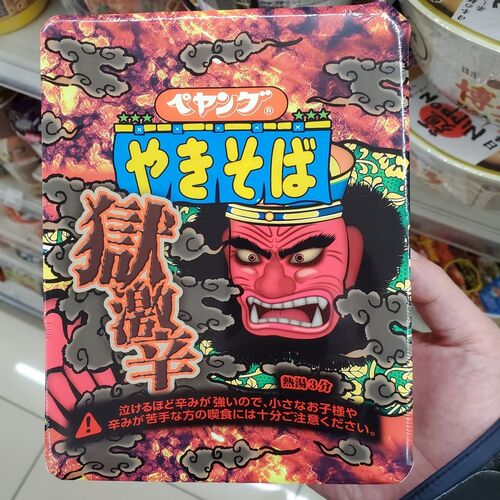 ペヤング®
やきそば
獄激辛
熱湯3分
泣けるほど辛みが強いので、小さなお子様や
辛みが苦手な方の喫食には十分ご注意ください。
NIPPON